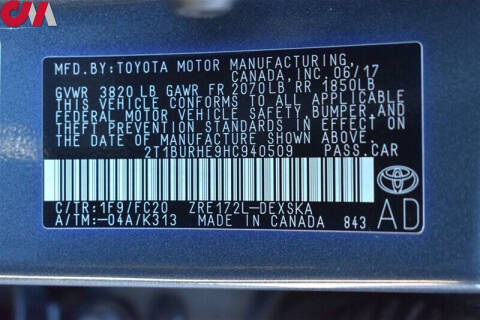 CM
MFD.BY:TOYOTA MOTOR MANUFACTURING,
CANADA, INC. 06/17
GVWR 3820 LB GAWR FR 2070LB RR 1850LB
THIS VEHICLE CONFORMS TO ALL APPLICABLE
FEDERAL MOTOR VEHICLE SAFETY, BUMPER, AND
THEFT PREVENTION STANDARDS IN EFFECT ON
THE DATE OF MANUFACTURE SHOWN ABOVE.
2T1BURHE9HC940509 PASS.CAR
C/TR:1F9/FC20 ZRE172L-DEXSKA
A/TM:-04A/K313 MADE IN CANADA 843 AD